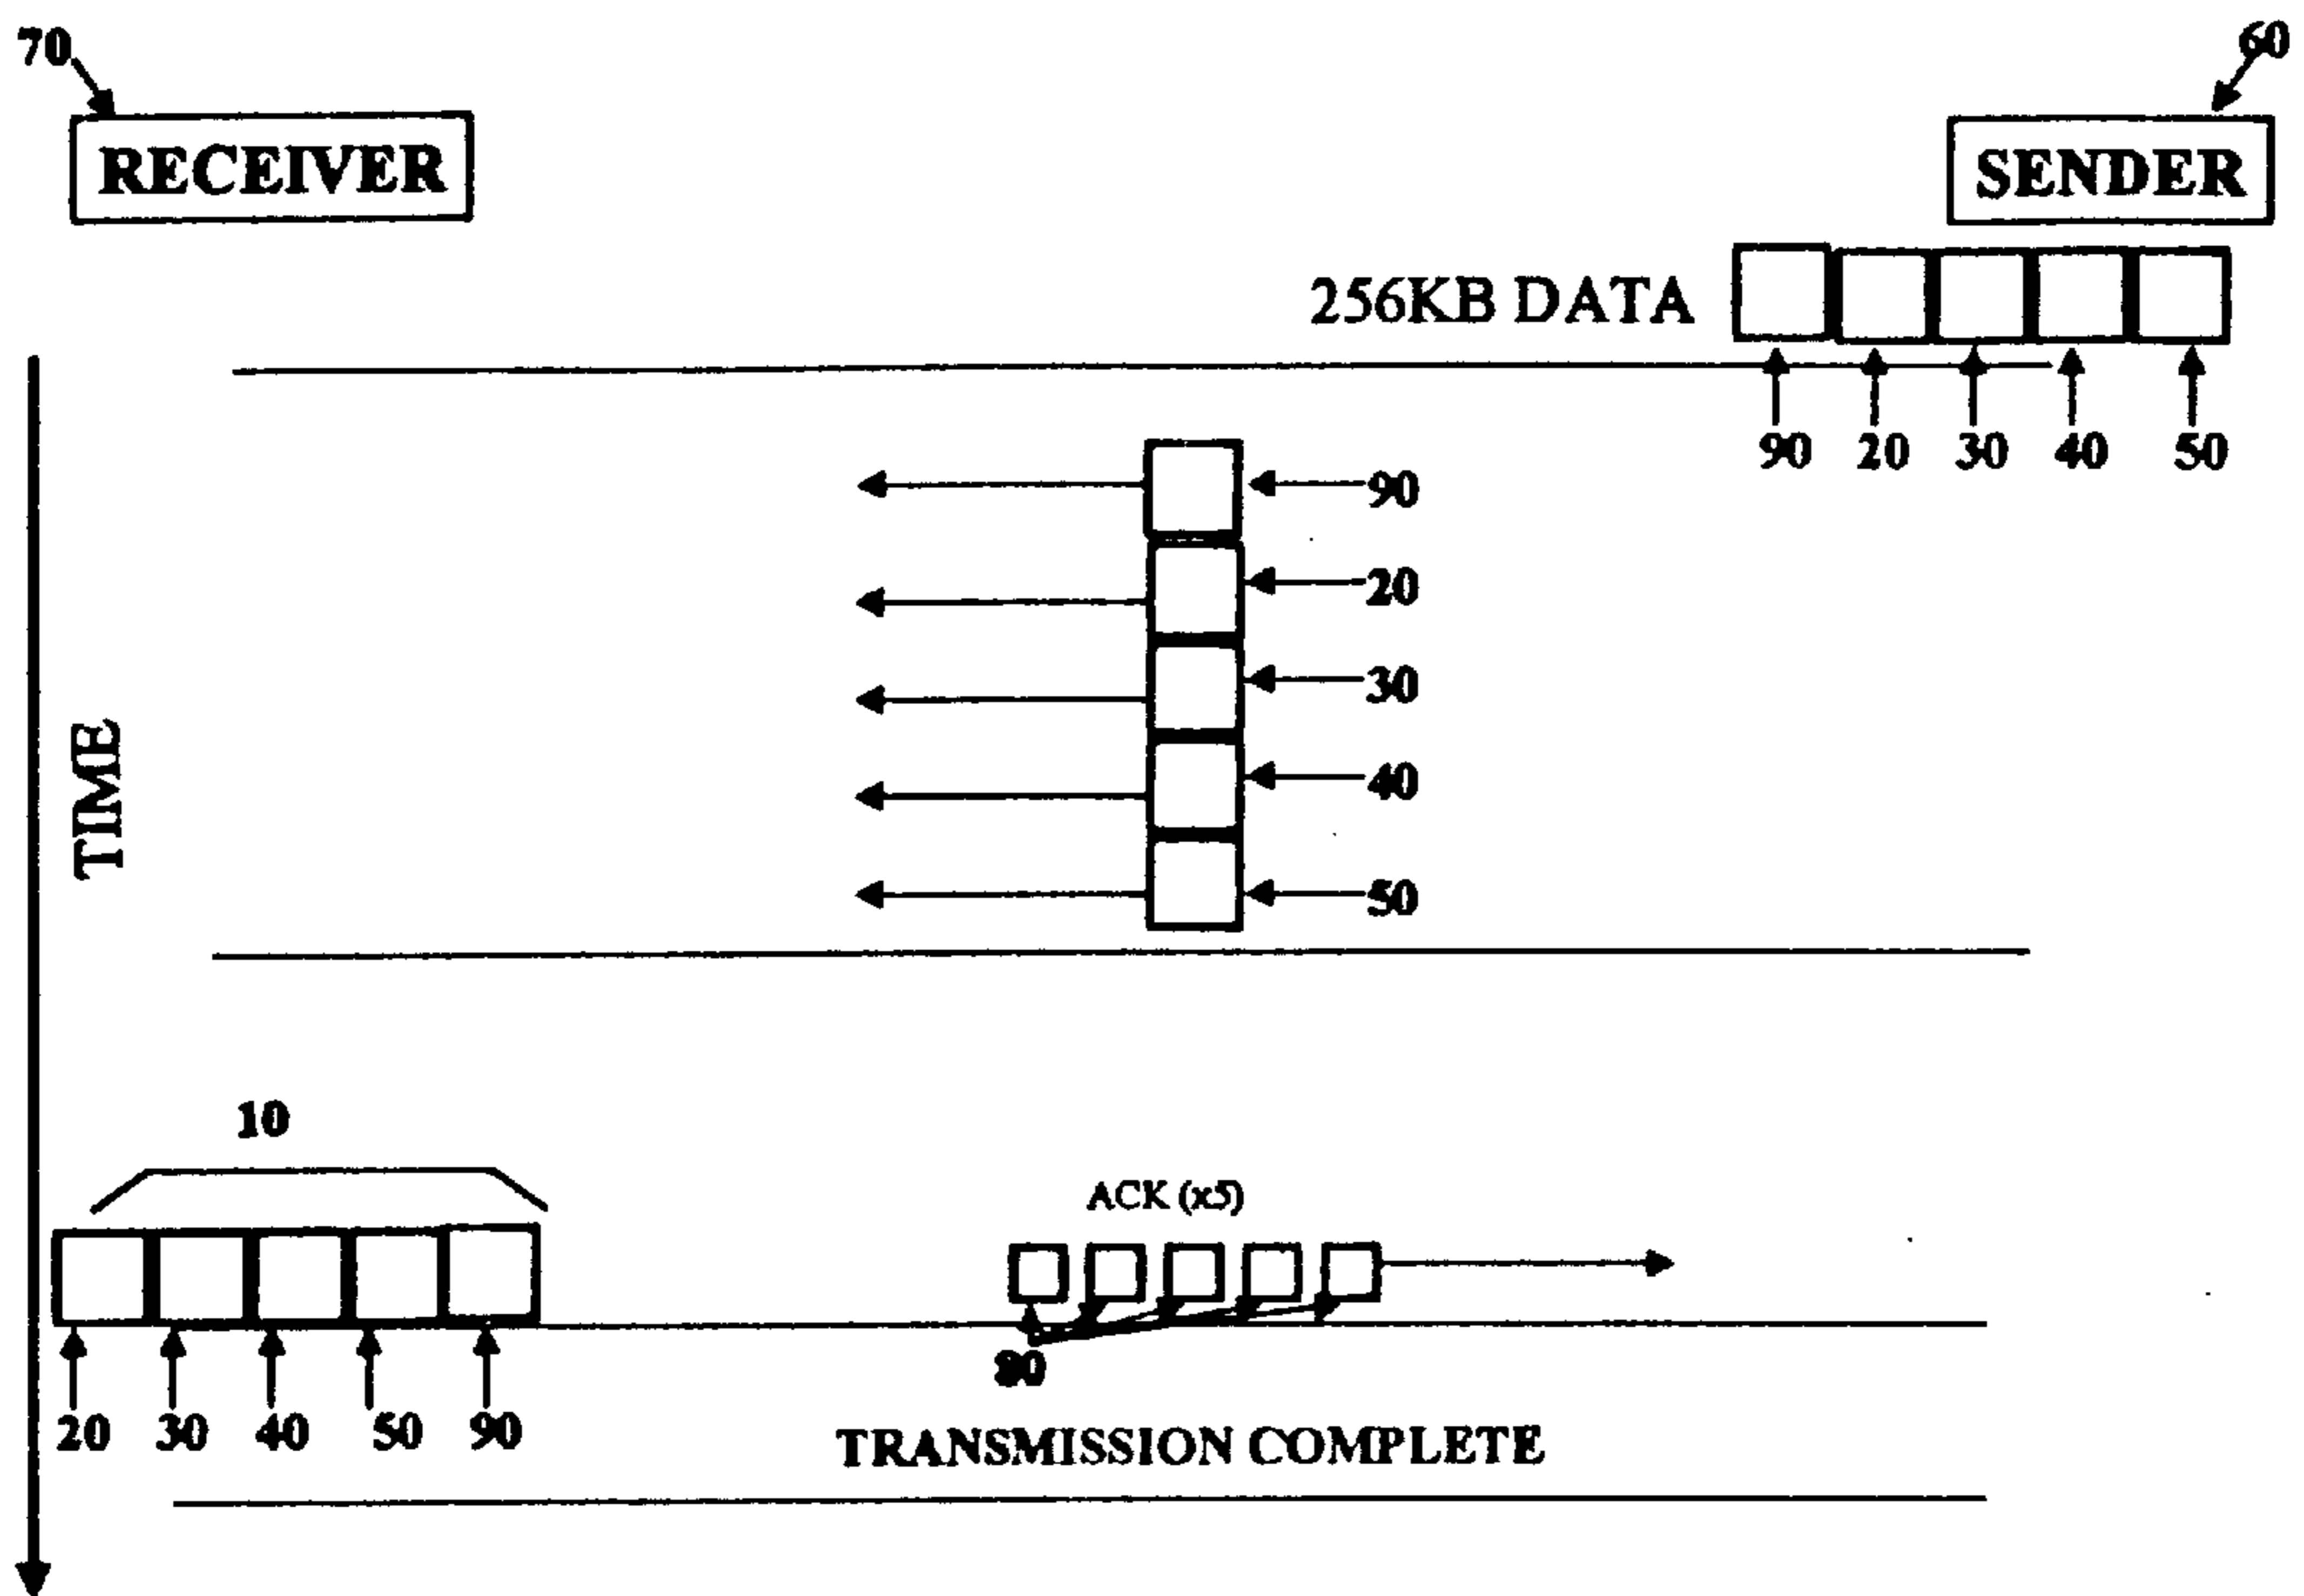 70
60
RECEIVER
SENDER
256KB DATA
90 20 30 40 50
90
20
30
40
50
TIME
10
ACK (x5)
80
20 30 40 50 90
TRANSMISSION COMPLETE